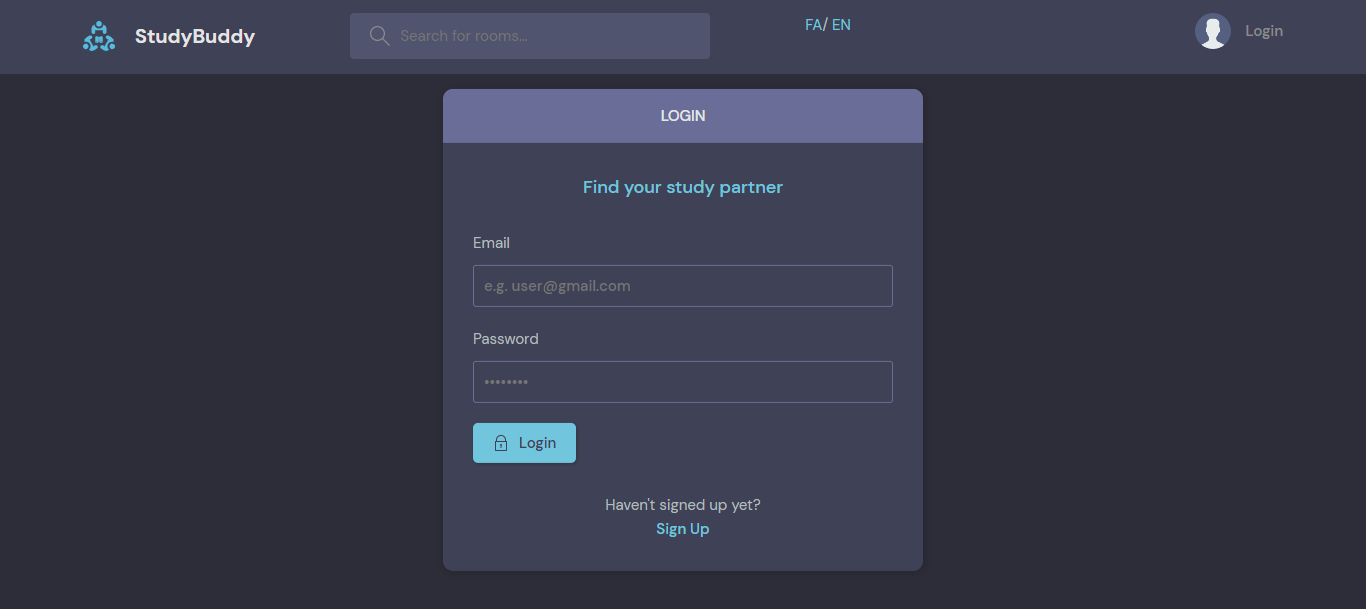 StudyBuddy
Search for rooms...
FA/ EN
Login
LOGIN
Find your study partner
Email
e.g. user@gmail.com
Password
••••••••
Login
Haven't signed up yet?
Sign Up